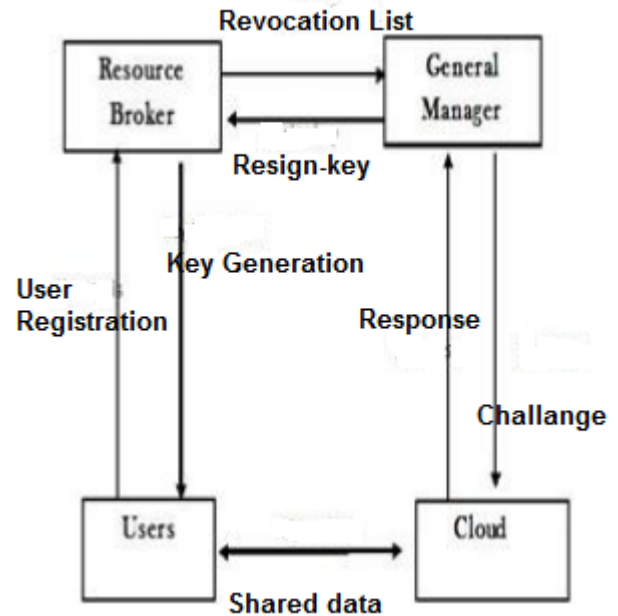 Revocation List
Resource
Broker
General
Manager
Resign-key
Key Generation
User
Registration
Response
Challange
Users
Cloud
Shared data